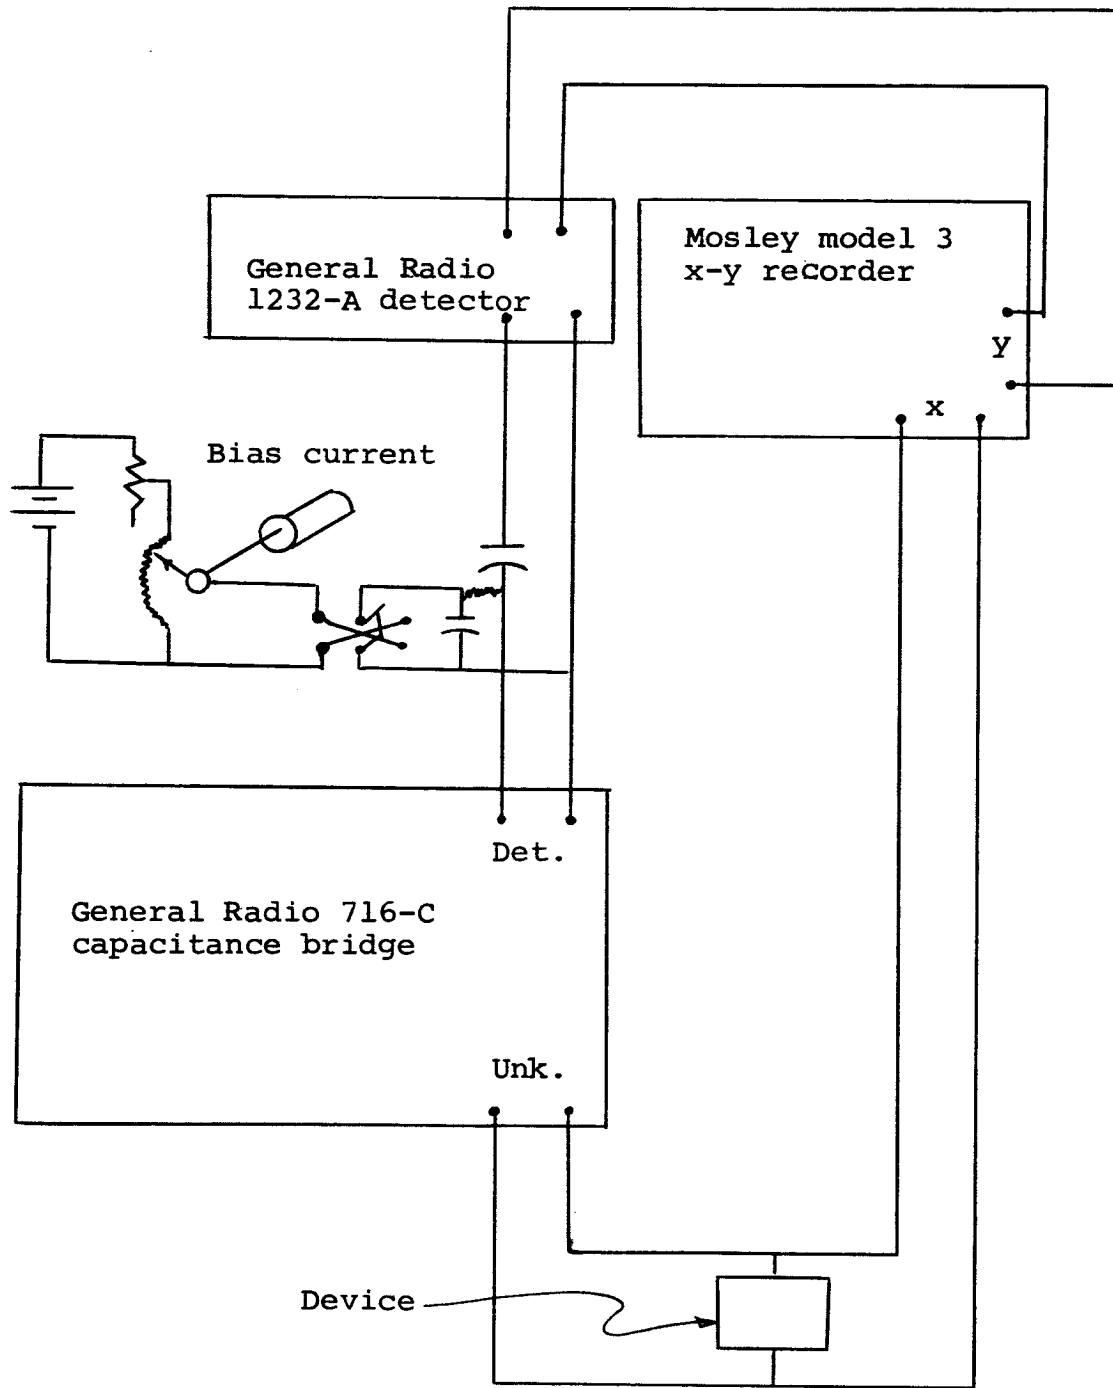 General Radio
1232-A detector
Mosley model 3
x-y recorder
y
x
Bias current
Det.
General Radio 716-C
capacitance bridge
Unk.
Device